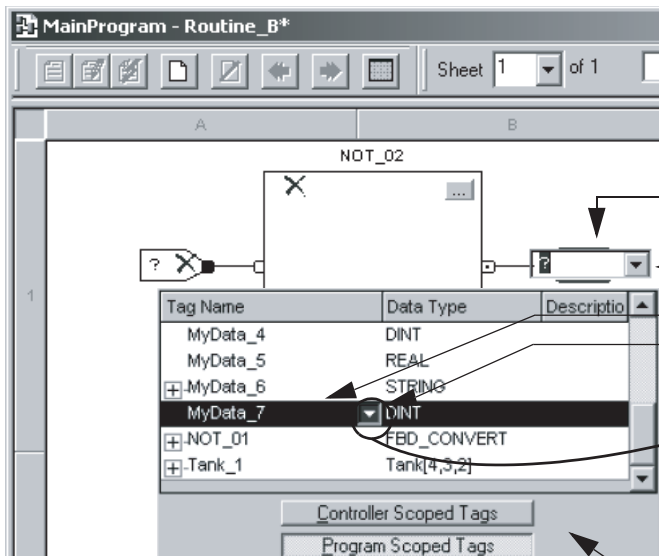 MainProgram - Routine_B*
Sheet 1 of 1
A B
NOT_02
...
? ?
1
Tag Name Data Type Descriptio
MyData_4 DINT
MyData_5 REAL
MyData_6 STRING
MyData_7 DINT
NOT_01 FBD_CONVERT
Tank_1 Tank[4,3,2]
Controller Scoped Tags
Program Scoped Tags